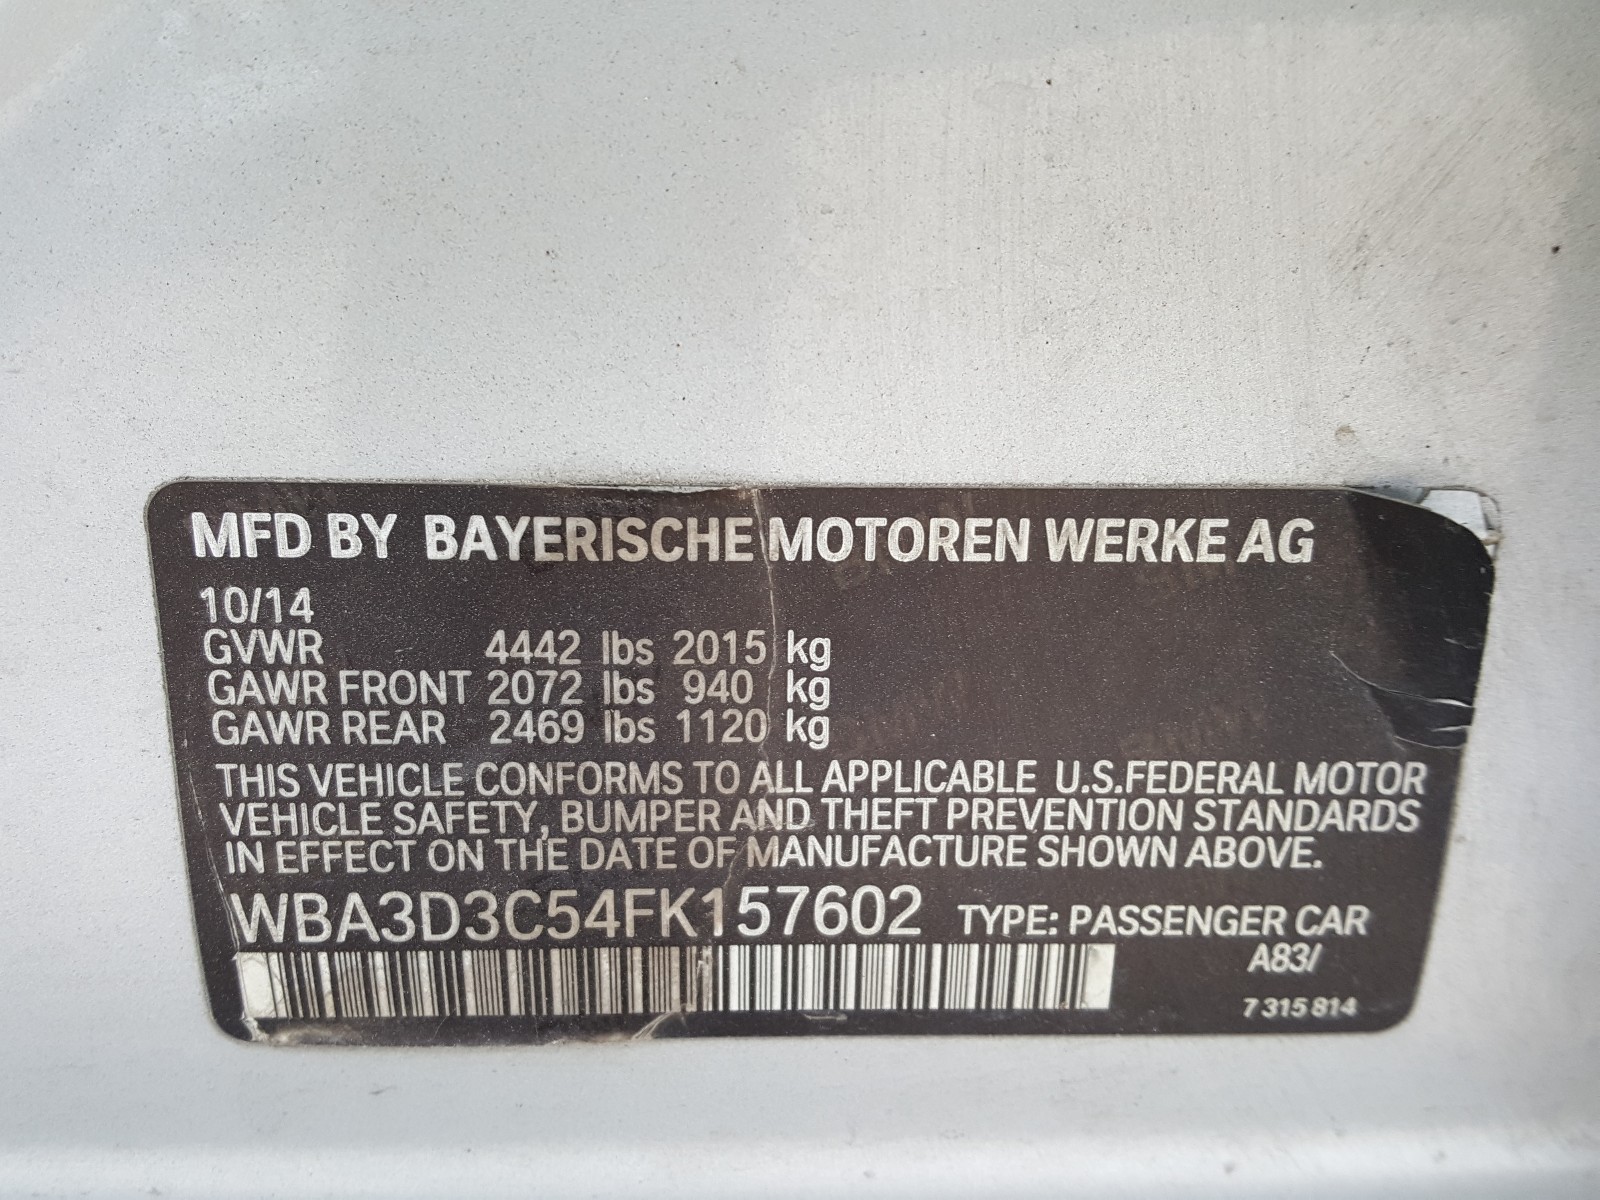 MFD BY BAYERISCHE MOTOREN WERKE AG
10/14
GVWR 4442 lbs 2015 kg
GAWR FRONT 2072 lbs 940 kg
GAWR REAR 2469 lbs 1120 kg
THIS VEHICLE CONFORMS TO ALL APPLICABLE U.S.FEDERAL MOTOR
VEHICLE SAFETY, BUMPER AND THEFT PREVENTION STANDARDS
IN EFFECT ON THE DATE OF MANUFACTURE SHOWN ABOVE.
WBA3D3C54FK157602 TYPE: PASSENGER CAR
A83/
7 315 814